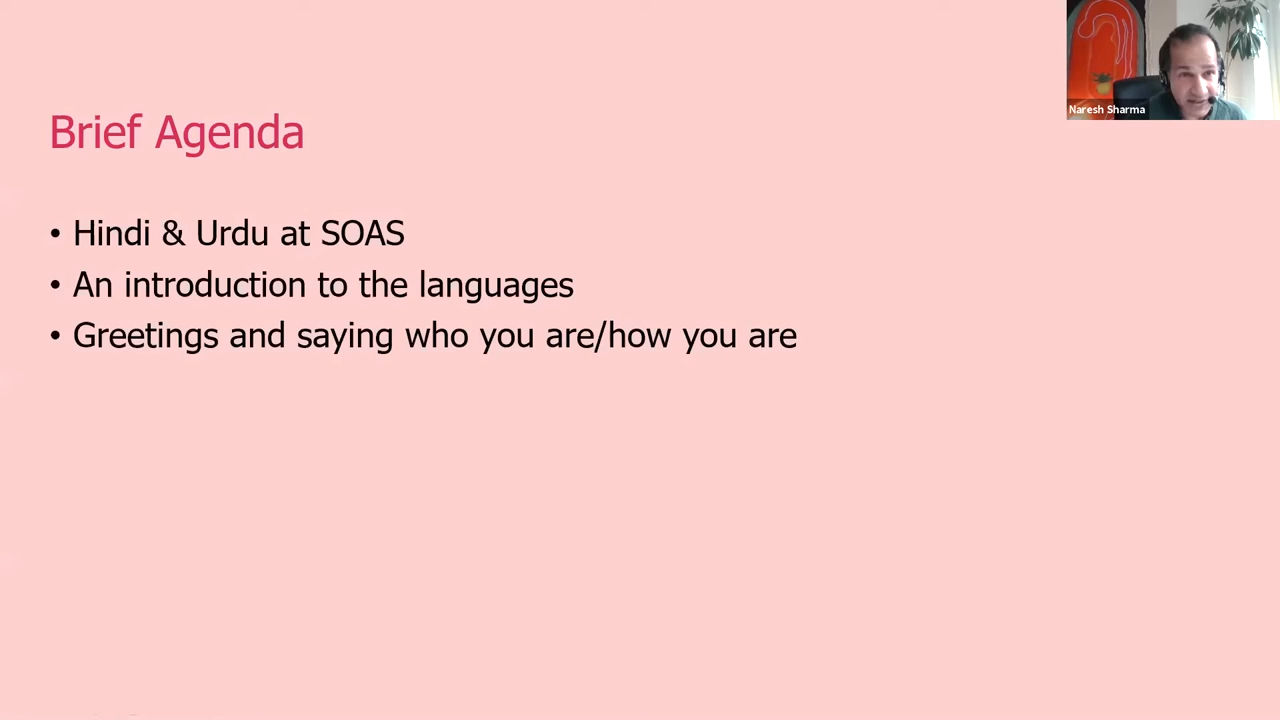 Brief Agenda
• Hindi & Urdu at SOAS
• An introduction to the languages
• Greetings and saying who you are/how you are
Naresh Sharma